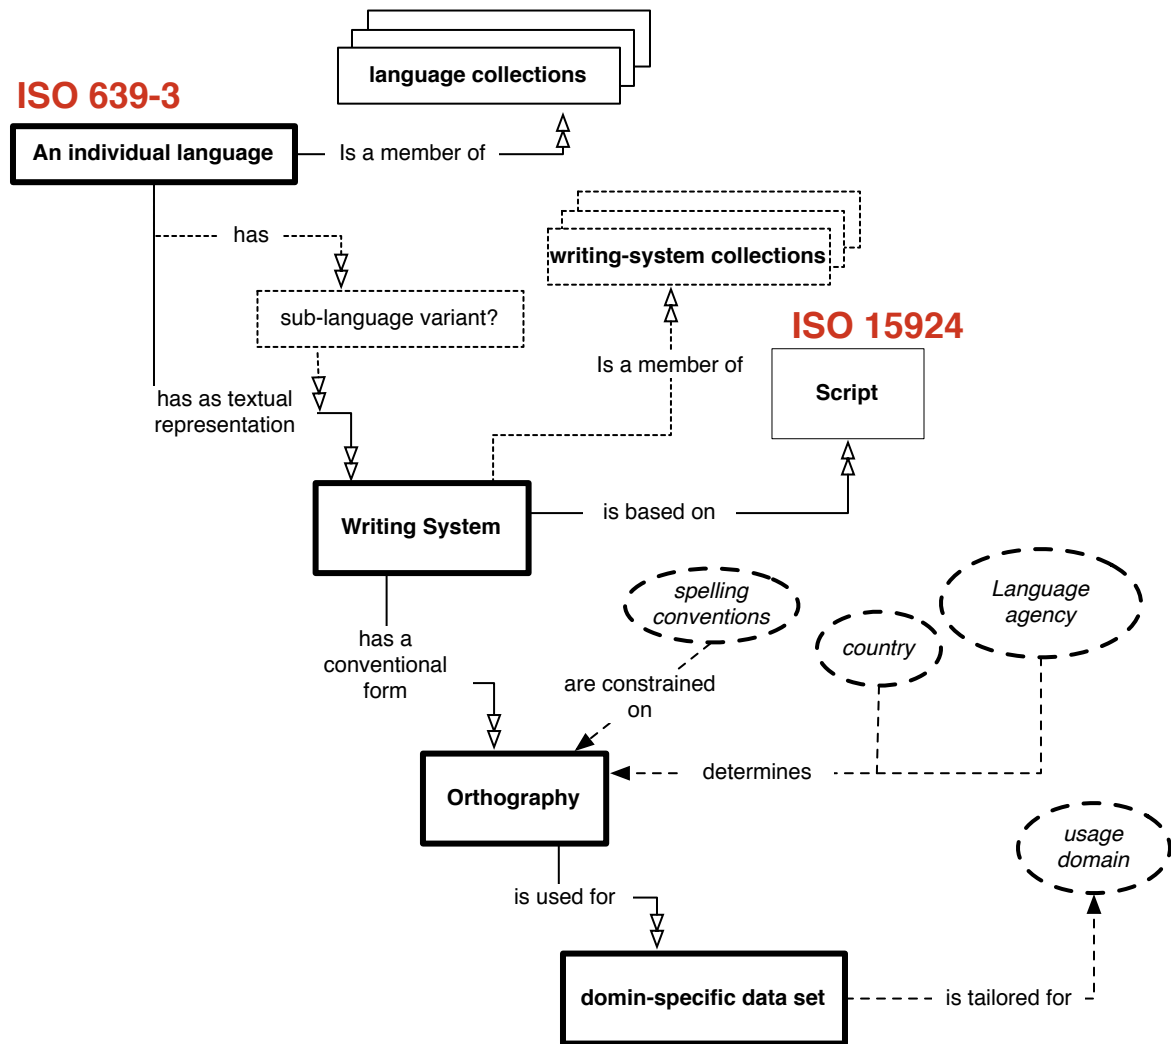 language collections
ISO 639-3
An individual language
Is a member of
has
writing-system collections
sub-language variant?
ISO 15924
Is a member of
Script
has as textual
representation
Writing System
is based on
spelling
conventions
Language
agency
country
has a
conventional
form
are constrained
on
determines
Orthography
usage
domain
is used for
domin-specific data set
is tailored for